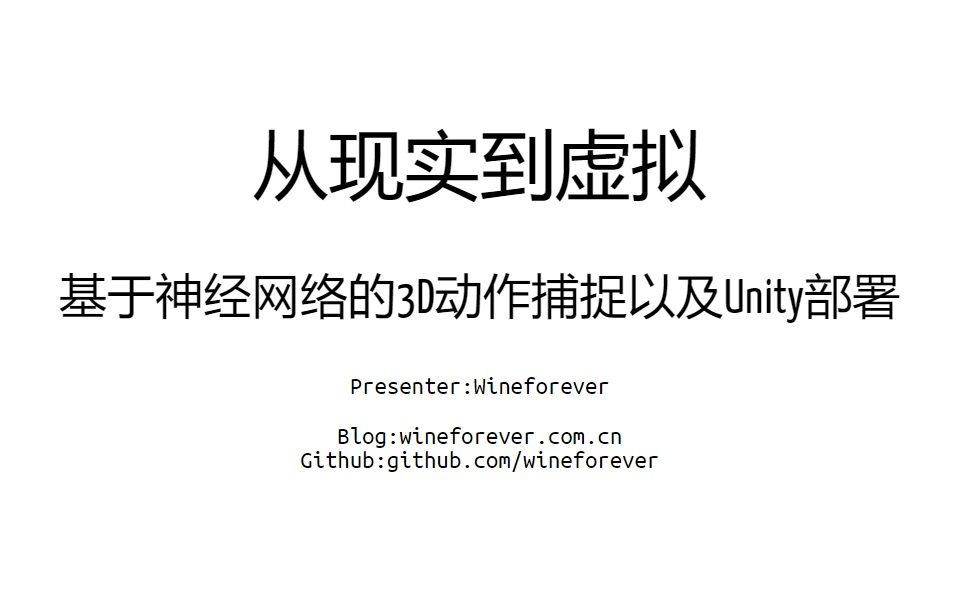 从现实到虚拟
基于神经网络的3D动作捕捉以及Unity部署
Presenter:Wineforever
Blog:wineforever.com.cn
Github:github.com/wineforever